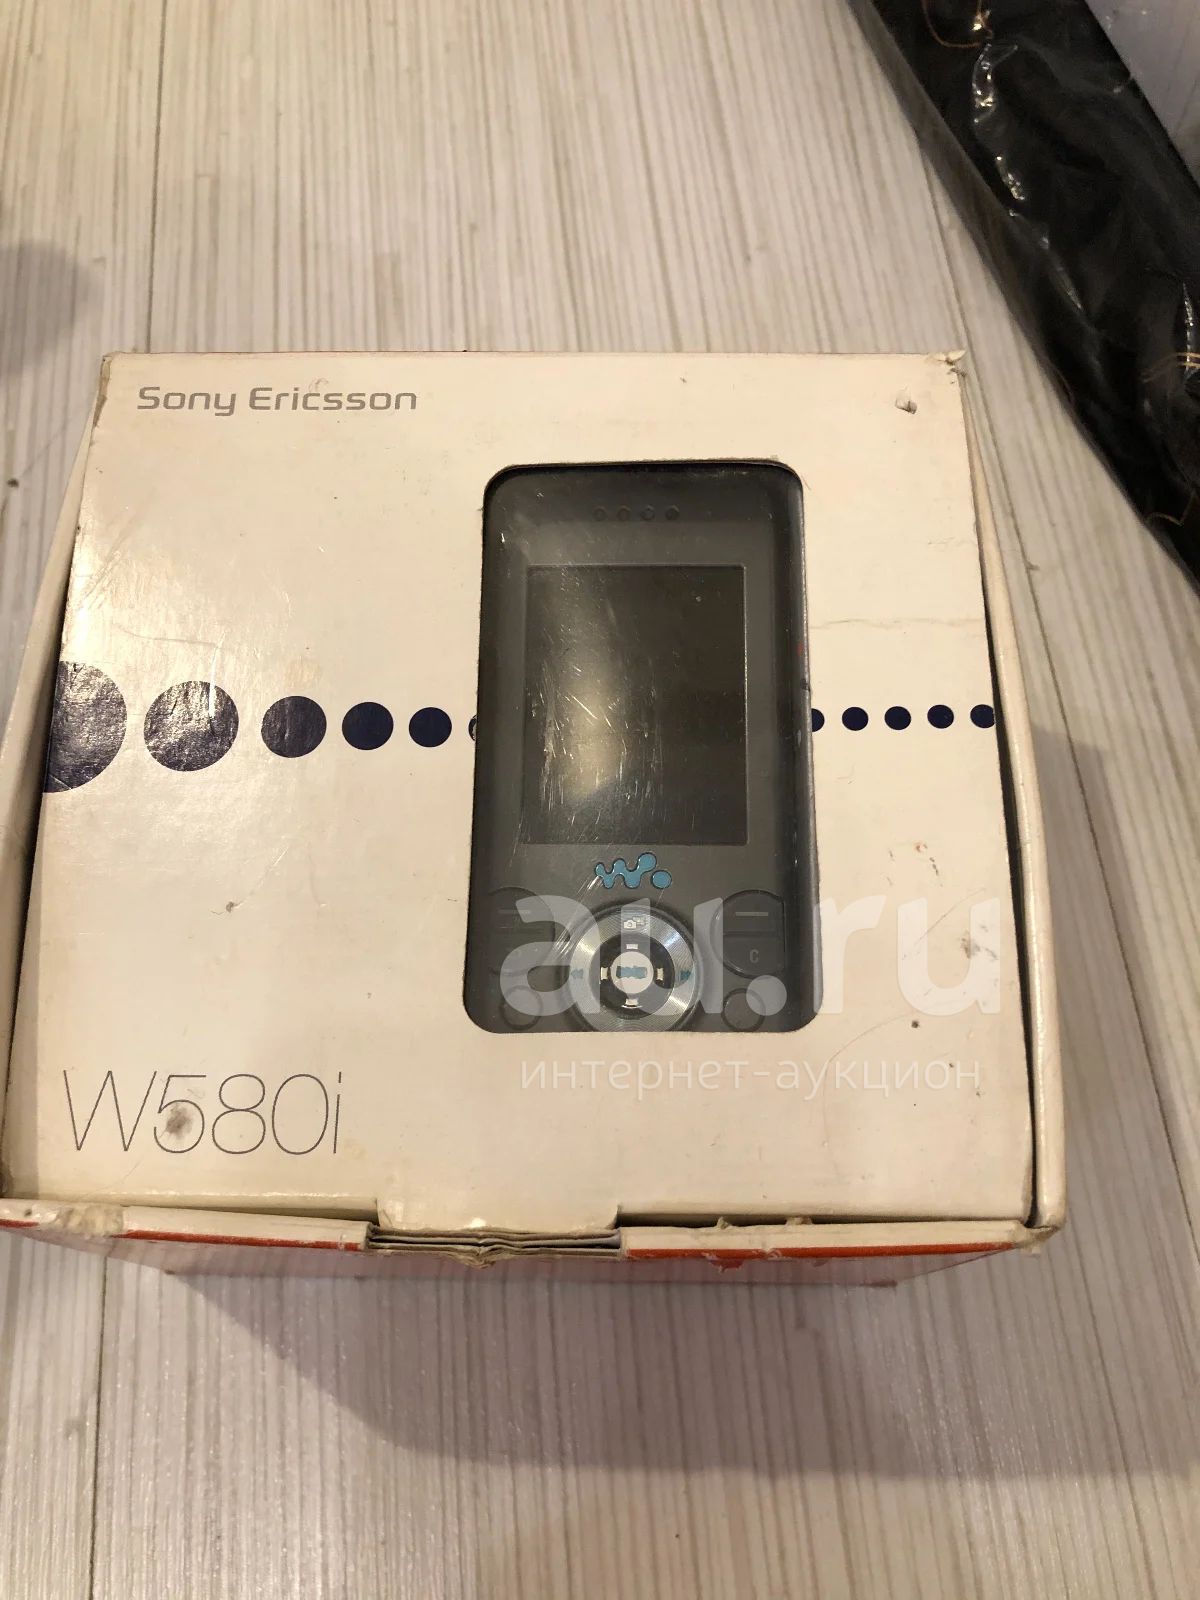 Sony Ericsson
C
au.ru
интернет-аукцион
W580i